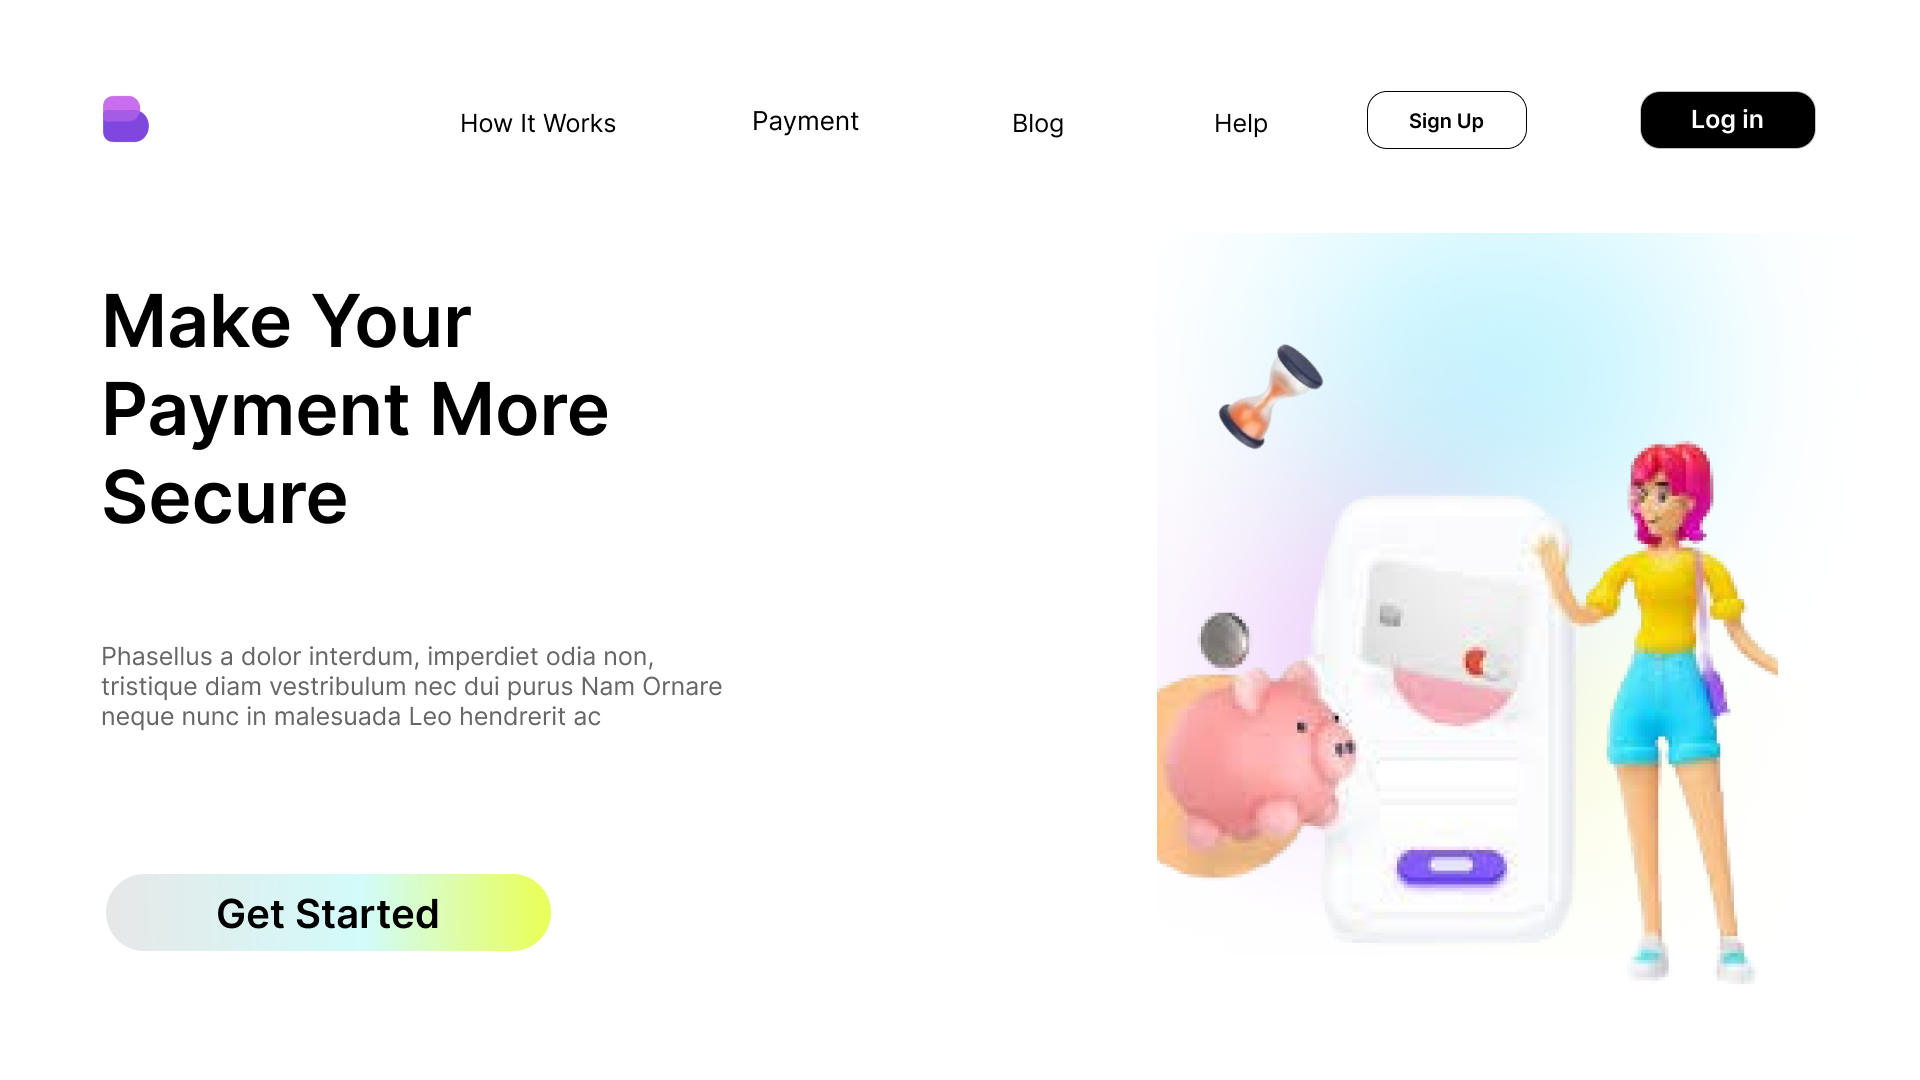 How It Works
Payment
Blog
Help
Sign Up
Log in
Make Your
Payment More
Secure
Phasellus a dolor interdum, imperdiet odia non,
tristique diam vestibulum nec dui purus Nam Ornare
neque nunc in malesuada Leo hendrerit ac
Get Started